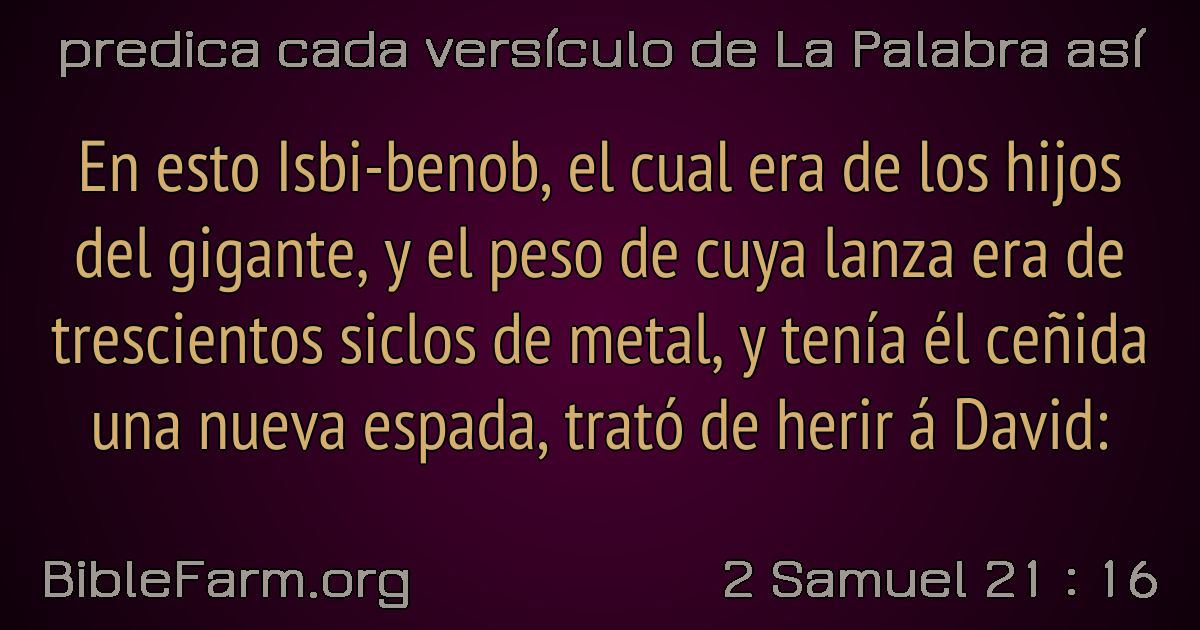 predica cada versículo de La Palabra así
En esto Isbi-benob, el cual era de los hijos
del gigante, y el peso de cuya lanza era de
trescientos siclos de metal, y tenía él ceñida
una nueva espada, trató de herir á David:
BibleFarm.org
2 Samuel 21 : 16